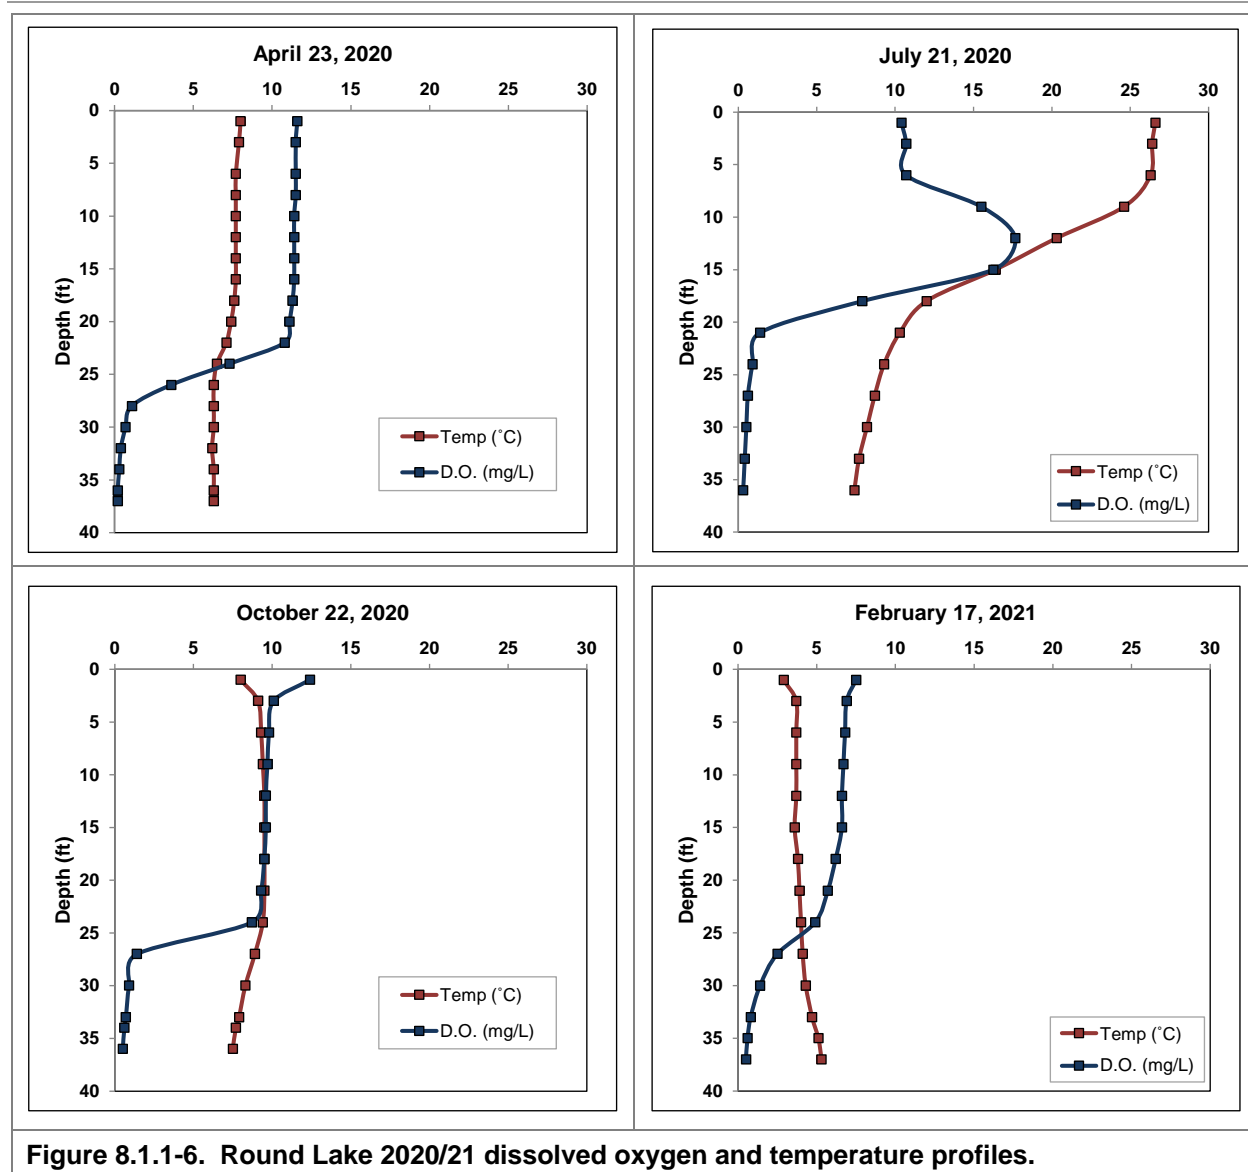 April 23, 2020
0 5 10 15 20 25 30
0
5
10
15
20
25
30
35
40
Depth (ft)
Temp (˚C)
D.O. (mg/L)
July 21, 2020
0 5 10 15 20 25 30
0
5
10
15
20
25
30
35
40
Depth (ft)
Temp (˚C)
D.O. (mg/L)
October 22, 2020
0 5 10 15 20 25 30
0
5
10
15
20
25
30
35
40
Depth (ft)
Temp (˚C)
D.O. (mg/L)
February 17, 2021
0 5 10 15 20 25 30
0
5
10
15
20
25
30
35
40
Depth (ft)
Temp (˚C)
D.O. (mg/L)
Figure 8.1.1-6. Round Lake 2020/21 dissolved oxygen and temperature profiles.